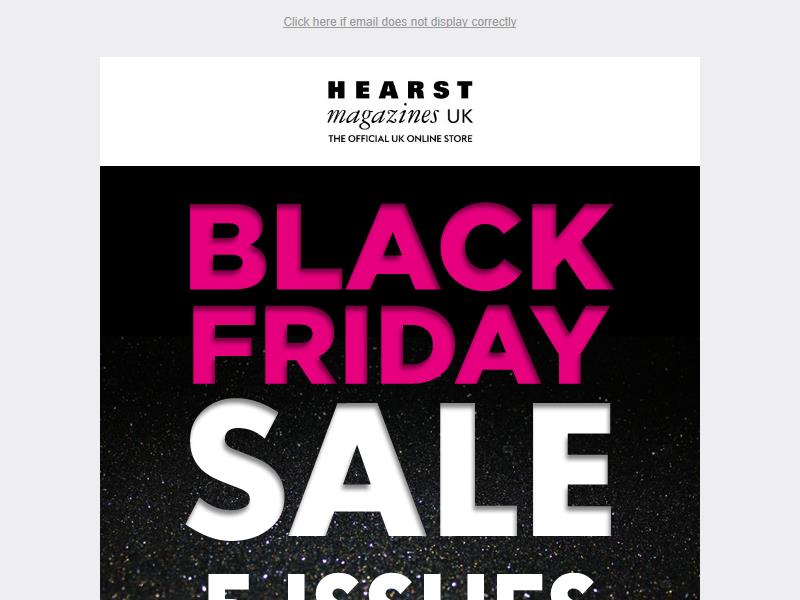 Click here if email does not display correctly
HEARST
magazines UK
THE OFFICIAL UK ONLINE STORE
BLACK
FRIDAY
SALE